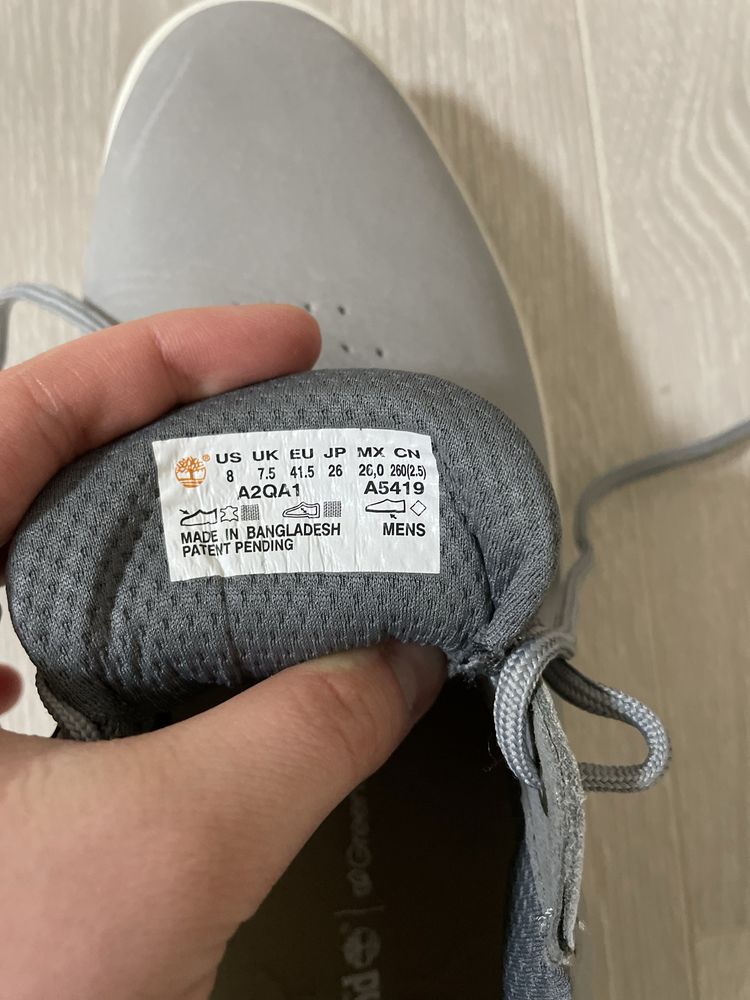 US UK EU JP MX CN
8 7.5 41.5 26 26,0 260(2.5)
A2QA1 A5419
MADE IN BANGLADESH MENS
PATENT PENDING